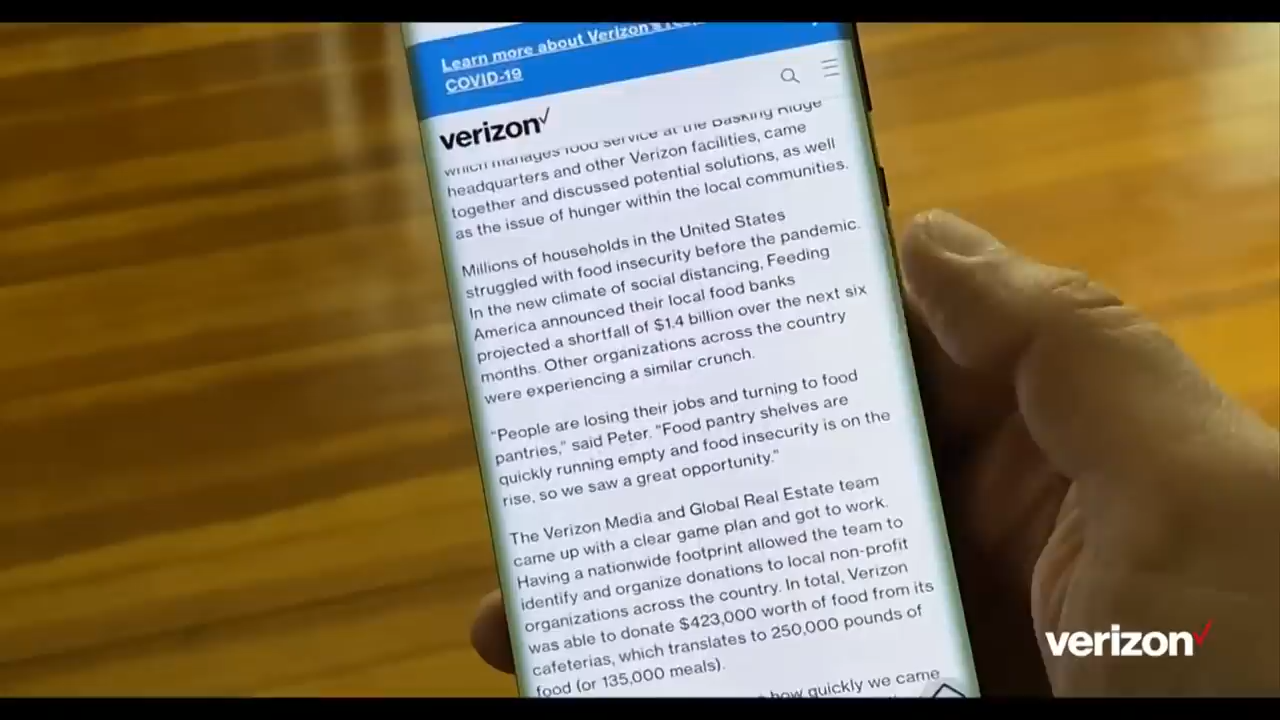 Learn more about Verizon's
COVID-19
verizon
which manages food service at the Basking Ridge
headquarters and other Verizon facilities, came
together and discussed potential solutions, as well
as the issue of hunger within the local communities.
Millions of households in the United States
struggled with food insecurity before the pandemic.
In the new climate of social distancing, Feeding
America announced their local food banks
projected a shortfall of $1.4 billion over the next six
months. Other organizations across the country
were experiencing a similar crunch.
"People are losing their jobs and turning to food
pantries," said Peter. "Food pantry shelves are
quickly running empty and food insecurity is on the
rise, so we saw a great opportunity."
The Verizon Media and Global Real Estate team
came up with a clear game plan and got to work.
Having a nationwide footprint allowed the team to
identify and organize donations to local non-profit
organizations across the country. In total, Verizon
was able to donate $423,000 worth of food from its
cafeterias, which translates to 250,000 pounds of
food (or 135,000 meals).
how quickly we came
verizon